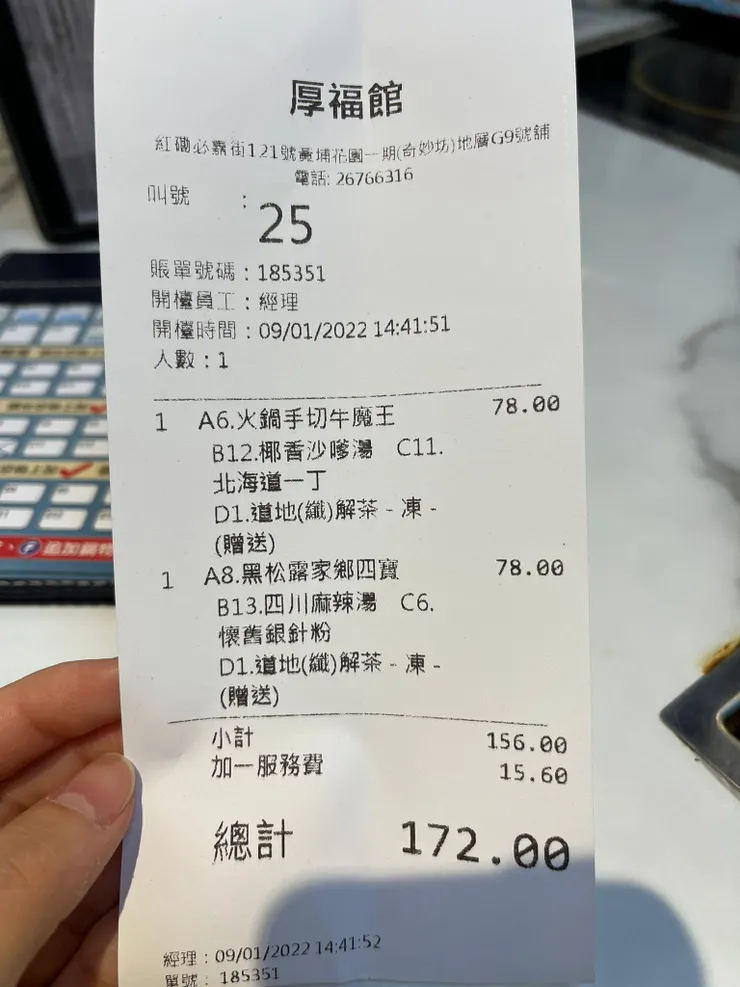 厚福館
紅磡必嘉街121號黃埔花園一期(奇妙坊)地層G9號舖
電話: 26766316
叫號 : 25
賬單號碼 : 185351
開檯員工 : 經理
開檯時間 : 09/01/2022 14:41:51
人數 : 1
1 A6.火鍋手切牛魔王 78.00
B12.椰香沙嗲湯 C11.
北海道一丁
D1.道地(纖)解茶 - 凍 -
(贈送)
1 A8.黑松露家鄉四寶 78.00
B13.四川麻辣湯 C6.
懷舊銀針粉
D1.道地(纖)解茶 - 凍 -
(贈送)
小計 156.00
加一服務費 15.60
總計 172.00
經理 : 09/01/2022 14:41:52
單號 : 185351
追加鍋物